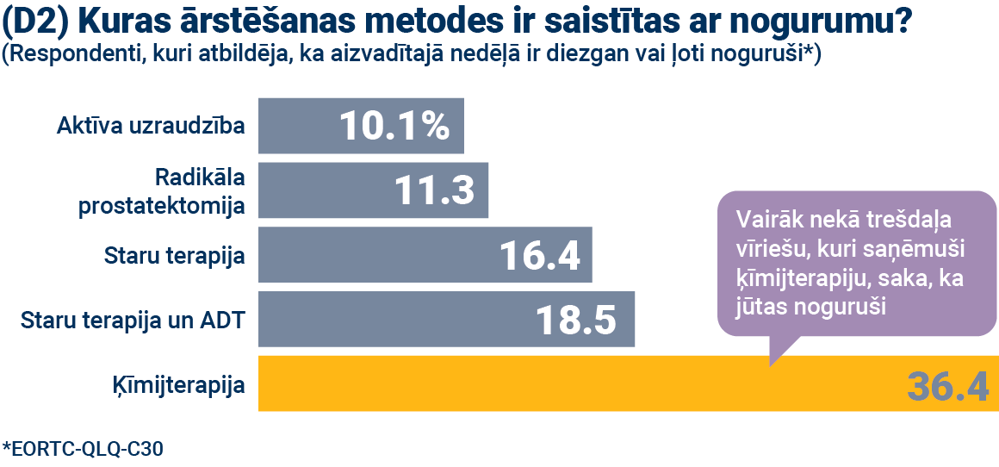 (D2) Kuras ārstēšanas metodes ir saistītas ar nogurumu?
(Respondenti, kuri atbildēja, ka aizvadītajā nedēļā ir diezgan vai ļoti noguruši*)
Aktīva uzraudzība
10.1%
Radikāla
prostatektomija
11.3
Staru terapija
16.4
Staru terapija un ADT
18.5
Ķīmijterapija
36.4
Vairāk nekā trešdaļa
vīriešu, kuri saņēmuši
ķīmijterapiju, saka, ka
jūtas noguruši
*EORTC-QLQ-C30